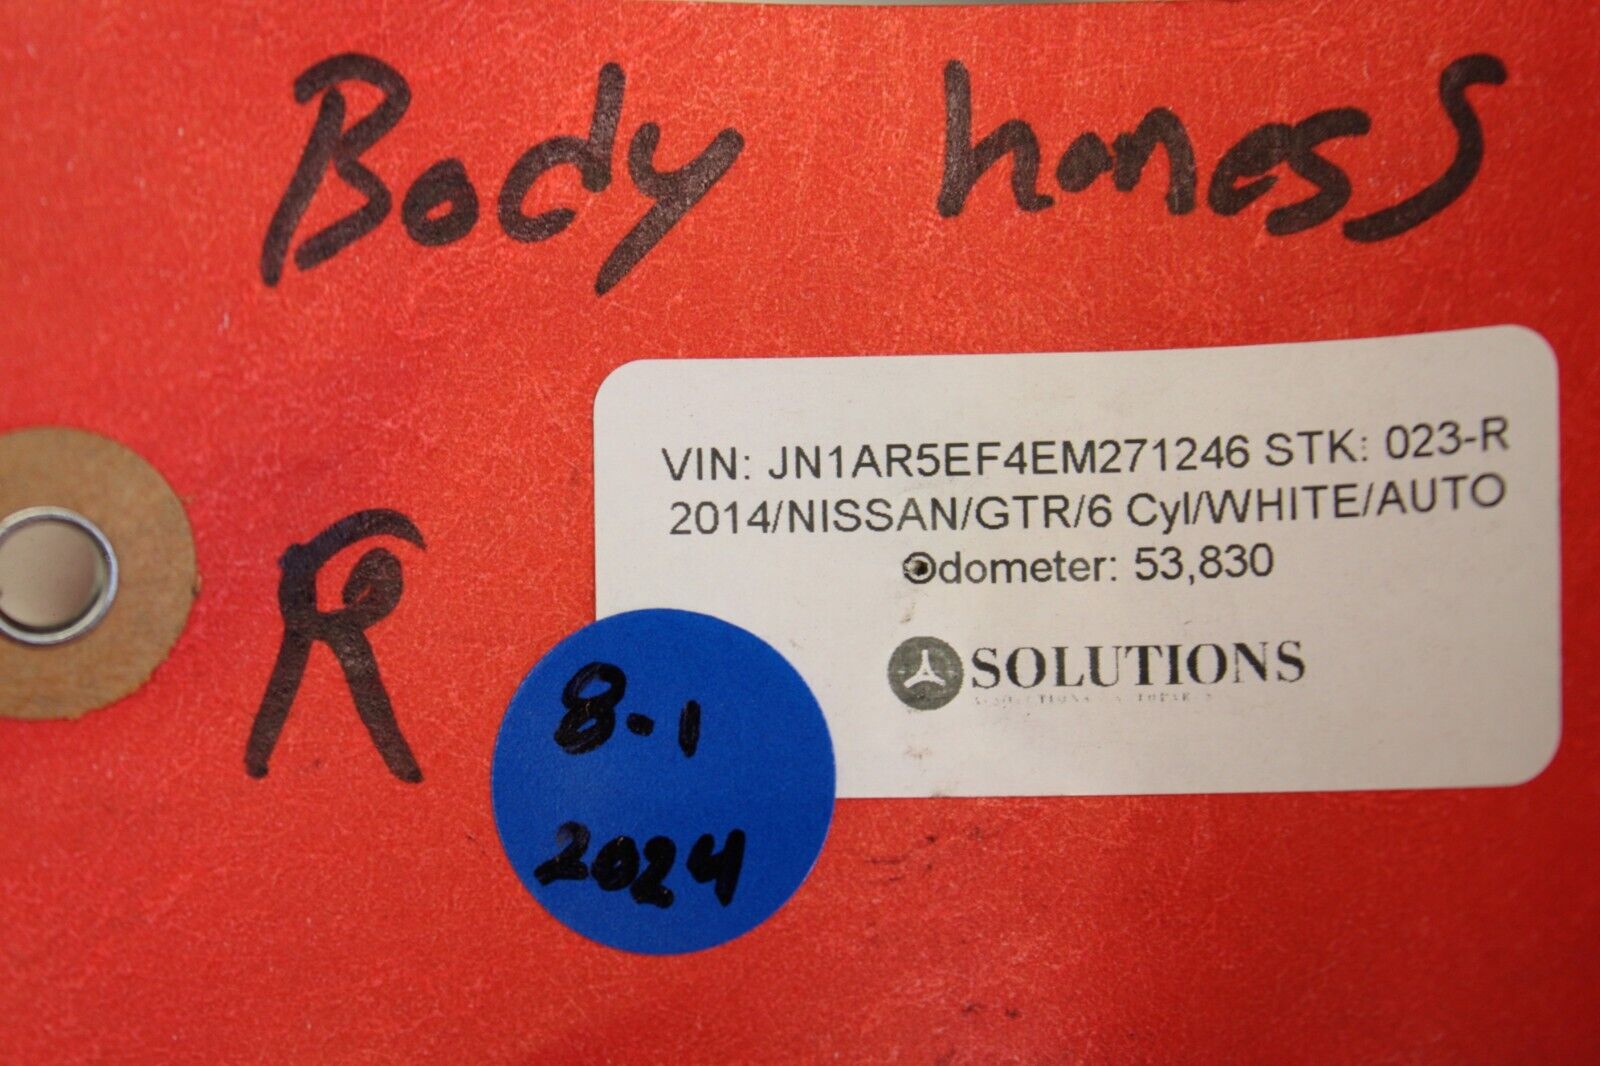 Body honess
R
VIN: JN1AR5EF4EM271246 STK: 023-R
2014/NISSAN/GTR/6 Cyl/WHITE/AUTO
Odometer: 53,830
SOLUTIONS
8-1
2024